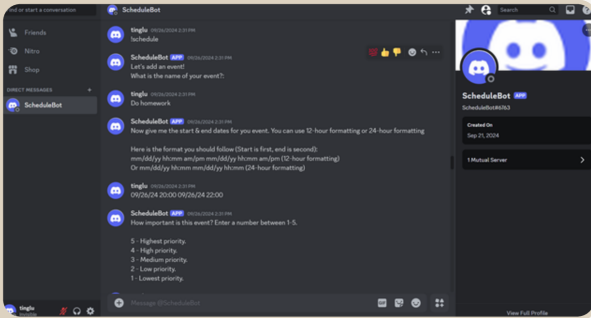 ind or start a conversation
ScheduleBot
Search
Friends
Nitro
Shop
DIRECT MESSAGES
+
ScheduleBot
tinglu 09/26/2024 2:31 PM
!schedule
ScheduleBot APP 09/26/2024 2:31 PM
Let's add an event!
What is the name of your event?:
tinglu 09/26/2024 2:31 PM
Do homework
ScheduleBot APP 09/26/2024 2:31 PM
Now give me the start & end dates for you event. You can use 12-hour formatting or 24-hour formatting
Here is the format you should follow (Start is first, end is second):
mm/dd/yy hh:mm am/pm mm/dd/yy hh:mm am/pm (12-hour formatting)
Or mm/dd/yy hh:mm mm/dd/yy hh:mm (24-hour formatting)
tinglu 09/26/2024 2:31 PM
09/26/24 20:00 09/26/24 22:00
ScheduleBot APP 09/26/2024 2:31 PM
How important is this event? Enter a number between 1-5.
5 - Highest priority.
4 - High priority.
3 - Medium priority.
2 - Low priority.
1 - Lowest priority.
Message @ScheduleBot
GIF
tinglu
Invisible
ScheduleBot APP
ScheduleBot#6163
Created On
Sep 21, 2024
1 Mutual Server
View Full Profile